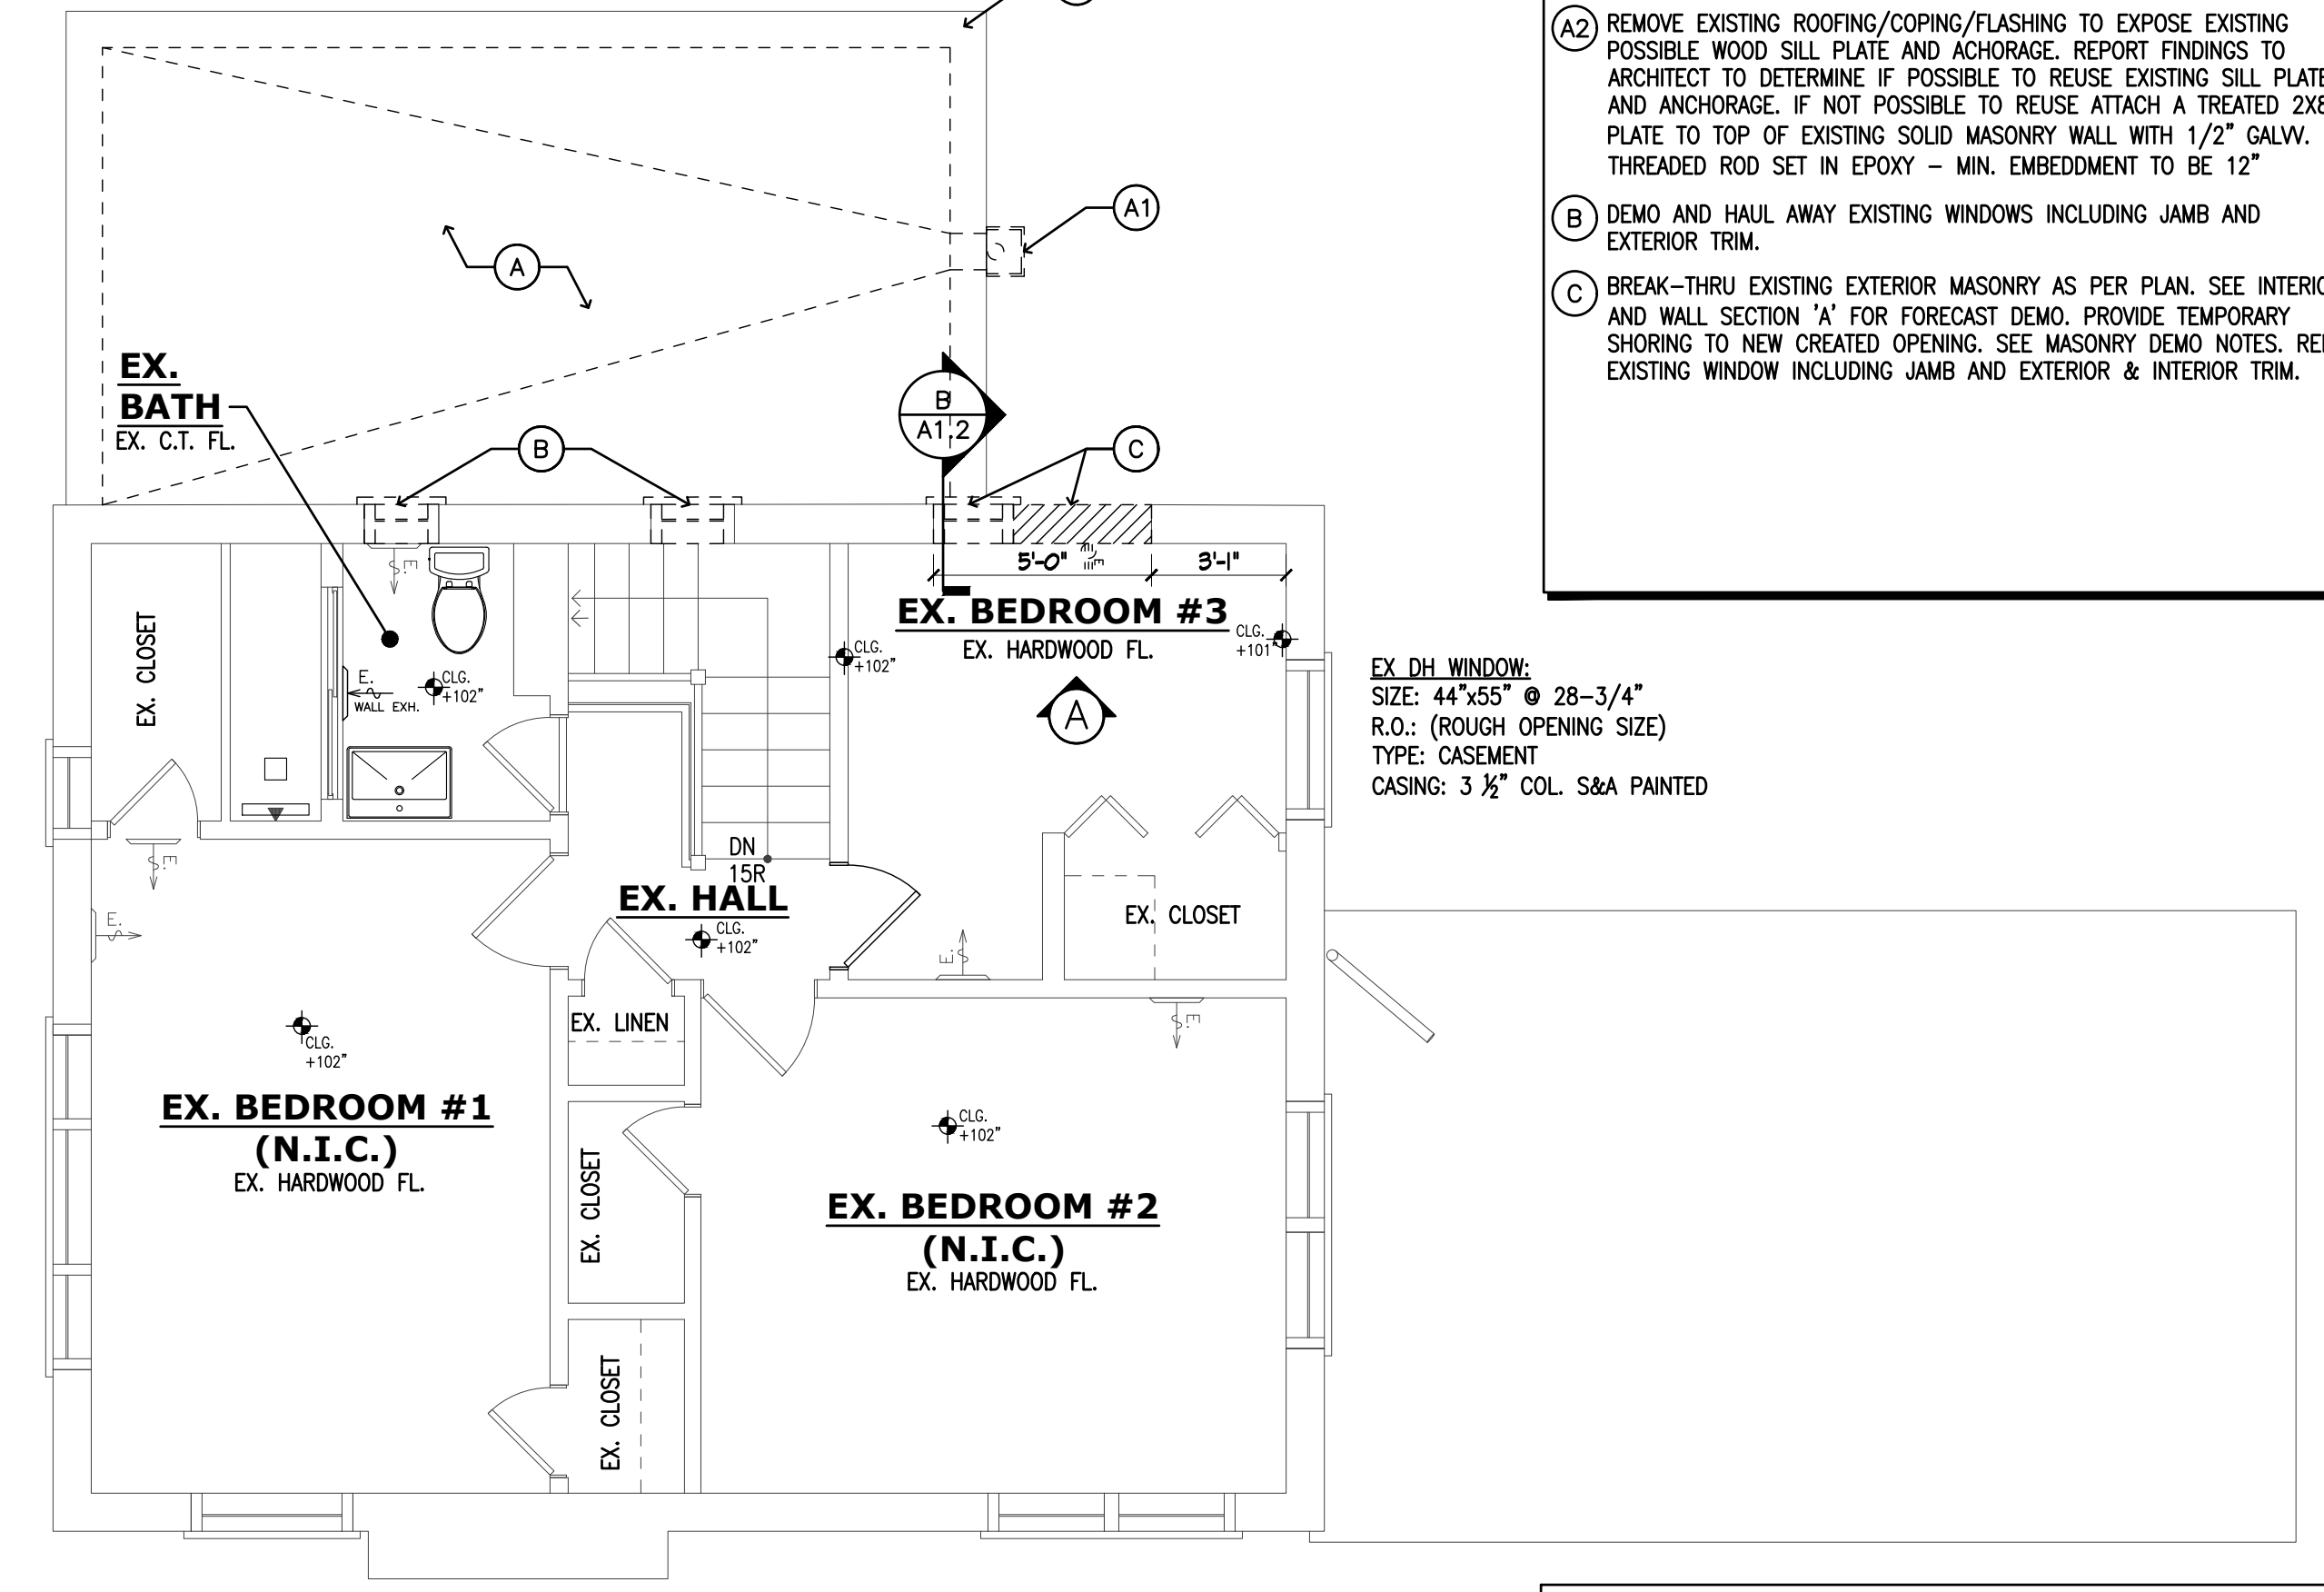 A2 REMOVE EXISTING ROOFING/COPING/FLASHING TO EXPOSE EXISTING
POSSIBLE WOOD SILL PLATE AND ACHORAGE. REPORT FINDINGS TO
ARCHITECT TO DETERMINE IF POSSIBLE TO REUSE EXISTING SILL PLATE
AND ANCHORAGE. IF NOT POSSIBLE TO REUSE ATTACH A TREATED 2X8
PLATE TO TOP OF EXISTING SOLID MASONRY WALL WITH 1/2" GALVV.
THREADED ROD SET IN EPOXY – MIN. EMBEDDMENT TO BE 12"
B DEMO AND HAUL AWAY EXISTING WINDOWS INCLUDING JAMB AND
EXTERIOR TRIM.
C BREAK-THRU EXISTING EXTERIOR MASONRY AS PER PLAN. SEE
AND WALL SECTION 'A' FOR FORECAST DEMO. PROVIDE TEMPORARY
SHORING TO NEW CREATED OPENING. SEE MASONRY DEMO NOTES.
EXISTING WINDOW INCLUDING JAMB AND EXTERIOR & INTERIOR TRIM.
A1
A
EX.
BATH
EX. C.T. FL.
B
B
A1.2
C
5'-0"
3'-1"
EX. BEDROOM #3
EX. HARDWOOD FL.
CLG.
+101"
CLG.
+102"
A
EX. CLOSET
E.
E.
WALL EXH.
CLG.
+102"
EX DH WINDOW:
SIZE: 44"x55" @ 28-3/4"
R.O.: (ROUGH OPENING SIZE)
TYPE: CASEMENT
CASING: 3 ½" COL. S&A PAINTED
DN
15R
EX. HALL
CLG.
+102"
E.
E.
E.
EX. CLOSET
E.
EX. LINEN
CLG.
+102"
EX. BEDROOM #1
(N.I.C.)
EX. HARDWOOD FL.
EX. CLOSET
CLG.
+102"
EX. BEDROOM #2
(N.I.C.)
EX. HARDWOOD FL.
EX. CLOSET